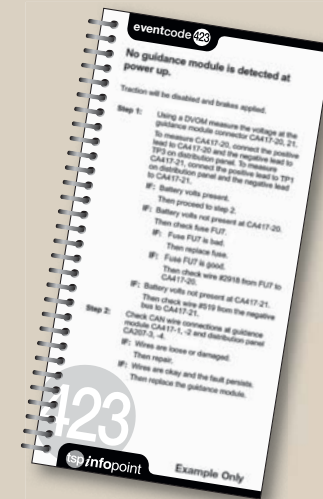 eventcode 423
No guidance module is detected at
power up.
Traction will be disabled and brakes applied.
Step 1: Using a DVOM measure the voltage at the
guidance module connector CA417-20, 21.
To measure CA417-20, connect the positive
lead to CA417-20 and the negative lead to
TP3 on distribution panel. To measure
CA417-21, connect the positive lead to TP1
on distribution panel and the negative lead
to CA417-21.
IF: Battery volts present.
Then proceed to step 2.
IF: Battery volts not present at CA417-20.
Then check fuse FU7.
IF: Fuse FU7 is bad.
Then replace fuse.
IF: Fuse FU7 is good.
Then check wire #2918 from FU7 to
CA417-20.
IF: Battery volts not present at CA417-21.
Then check wire #519 from the negative
bus to CA417-21.
Step 2: Check CAN wire connections at guidance
module CA417-1, -2 and distribution panel
CA207-3, -4.
IF: Wires are loose or damaged.
Then repair.
IF: Wires are okay and the fault persists.
Then replace the guidance module.
423
tsp infopoint
Example Only